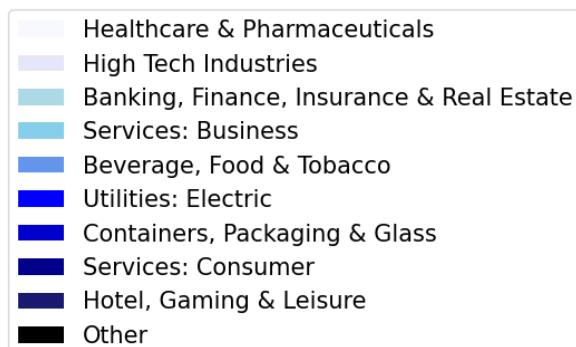 Healthcare & Pharmaceuticals
High Tech Industries
Banking, Finance, Insurance & Real Estate
Services: Business
Beverage, Food & Tobacco
Utilities: Electric
Containers, Packaging & Glass
Services: Consumer
Hotel, Gaming & Leisure
Other